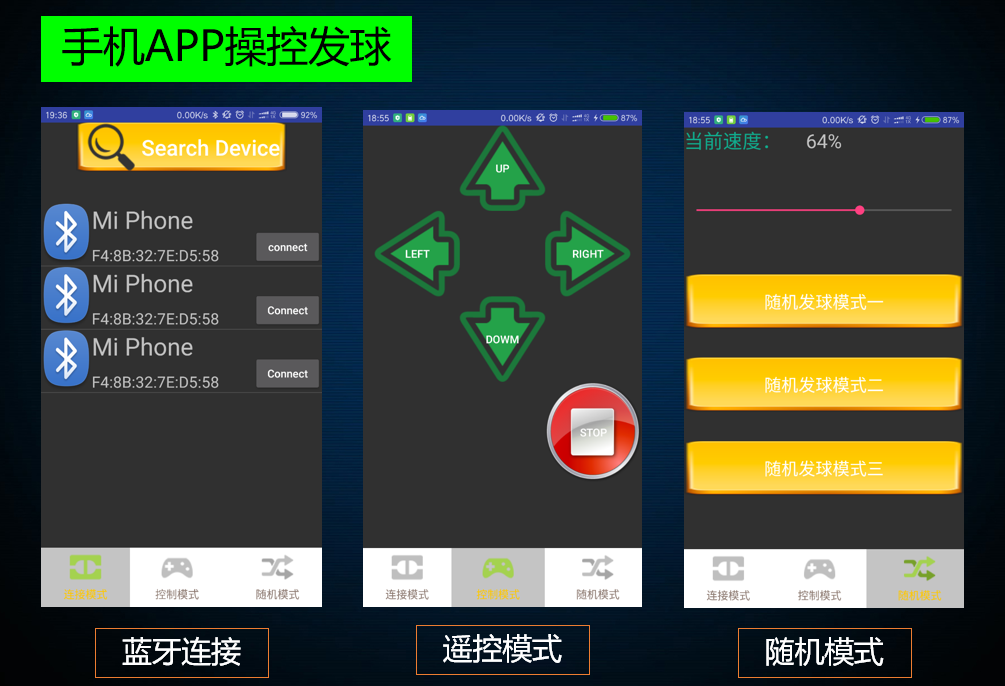 手机APP操控发球
19:36 0.00K/s 92%
Search Device
Mi Phone
F4:8B:32:7E:D5:58 connect
Mi Phone
F4:8B:32:7E:D5:58 Connect
Mi Phone
F4:8B:32:7E:D5:58 Connect
连接模式 控制模式 随机模式
蓝牙连接
18:55 0.00K/s 87%
UP
LEFT RIGHT
DOWM
STOP
连接模式 控制模式 随机模式
遥控模式
18:55 0.00K/s 87%
当前速度: 64%
随机发球模式一
随机发球模式二
随机发球模式三
连接模式 控制模式 随机模式
随机模式